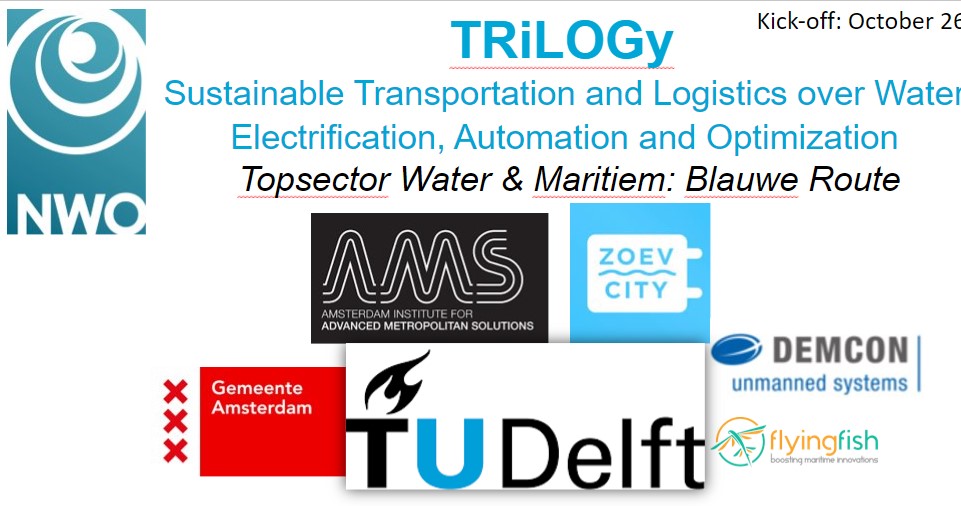 Kick-off: October 26
TRiLOGy
Sustainable Transportation and Logistics over Water
Electrification, Automation and Optimization
Topsector Water & Maritiem: Blauwe Route
NWO
AMS
AMSTERDAM INSTITUTE FOR
ADVANCED METROPOLITAN SOLUTIONS
ZOEV
CITY
DEMCON
unmanned systems
Gemeente
Amsterdam
TUDelft
flyingfish
boosting maritime innovations